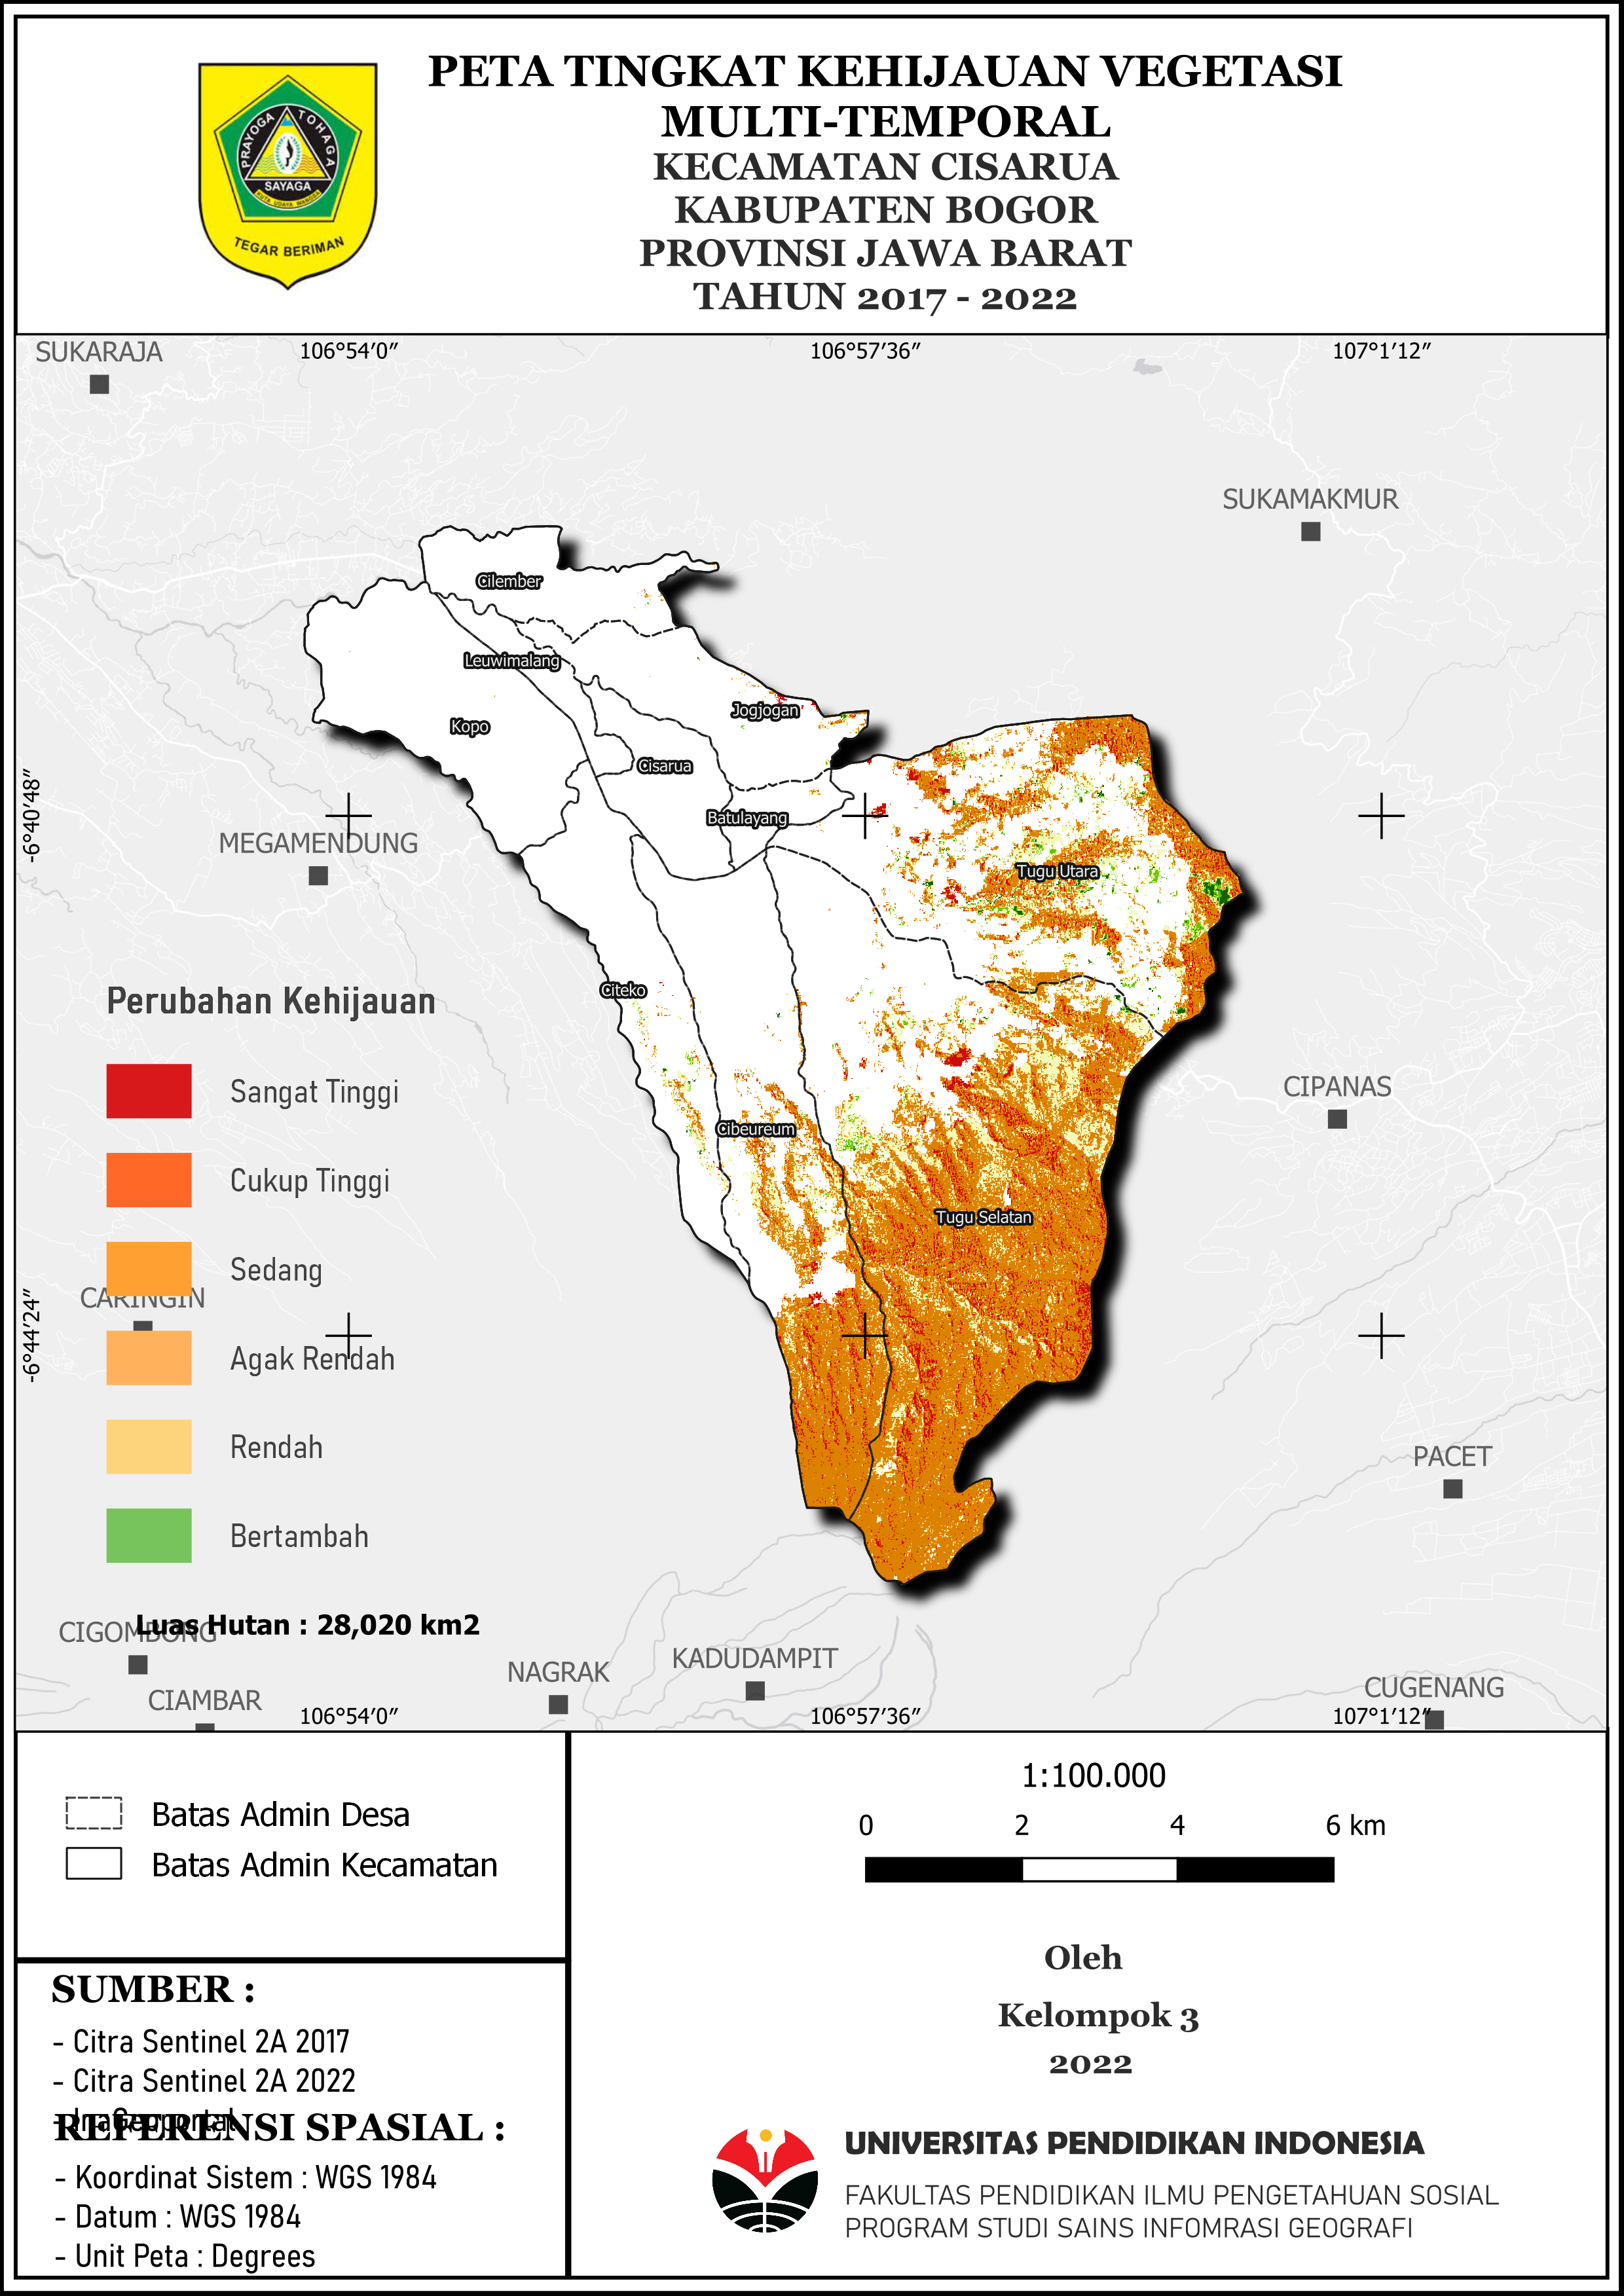 PETA TINGKAT KEHIJAUAN VEGETASI
MULTI-TEMPORAL
KECAMATAN CISARUA
KABUPATEN BOGOR
PROVINSI JAWA BARAT
TAHUN 2017 - 2022
PRAYOGA TOHAGA
SAYAGA
KUTA UDAYA WANGSA
TEGAR BERIMAN
SUKARAJA
106°54′0″
106°57′36″
107°1′12″
SUKAMAKMUR
Cilember
Leuwimalang
Jogjogan
Kopo
Cisarua
Batulayang
-6°40′48″
MEGAMENDUNG
Tugu Utara
Citeko
Perubahan Kehijauan
Sangat Tinggi
CIPANAS
Cibeureum
Cukup Tinggi
Tugu Selatan
Sedang
CARINGIN
-6°44′24″
Agak Rendah
Rendah
PACET
Bertambah
Luas Hutan : 28,020 km2
CIGOMBONG
NAGRAK
KADUDAMPIT
CIAMBAR
CUGENANG
106°54′0″
106°57′36″
107°1′12″
Batas Admin Desa
Batas Admin Kecamatan
1:100.000
0 2 4 6 km
Oleh
Kelompok 3
2022
SUMBER :
- Citra Sentinel 2A 2017
- Citra Sentinel 2A 2022
- InaGeoportal
REFERENSI SPASIAL :
- Koordinat Sistem : WGS 1984
- Datum : WGS 1984
- Unit Peta : Degrees
UNIVERSITAS PENDIDIKAN INDONESIA
FAKULTAS PENDIDIKAN ILMU PENGETAHUAN SOSIAL
PROGRAM STUDI SAINS INFOMRASI GEOGRAFI